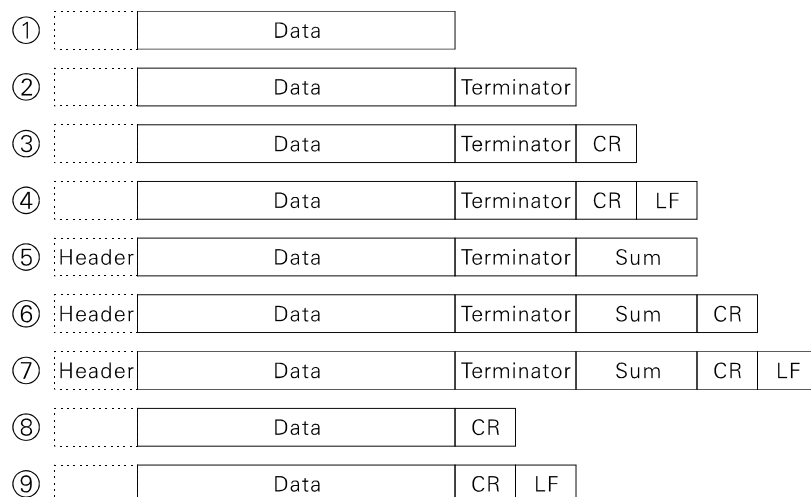 ① Data
② Data Terminator
③ Data Terminator CR
④ Data Terminator CR LF
⑤ Header Data Terminator Sum
⑥ Header Data Terminator Sum CR
⑦ Header Data Terminator Sum CR LF
⑧ Data CR
⑨ Data CR LF